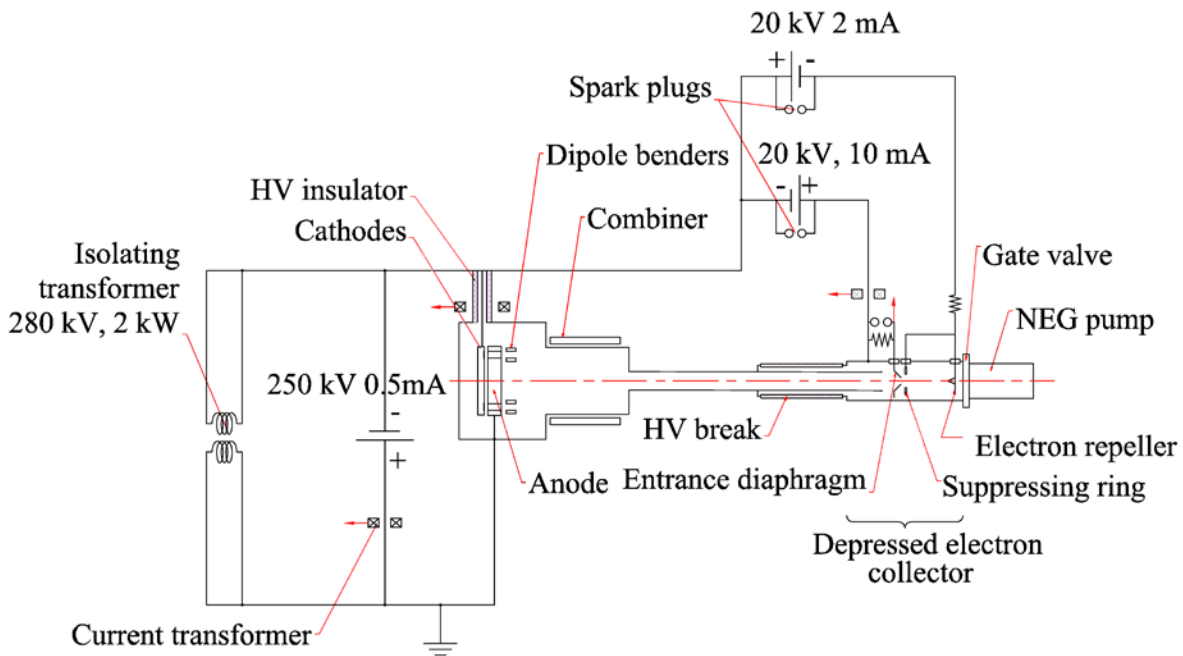 20 kV 2 mA
+ -
Spark plugs
20 kV, 10 mA
- +
Dipole benders
HV insulator
Combiner
Cathodes
Gate valve
Isolating
transformer
280 kV, 2 kW
NEG pump
250 kV 0.5mA
-
+
HV break
Electron repeller
Anode
Entrance diaphragm
Suppressing ring
Depressed electron
collector
Current transformer